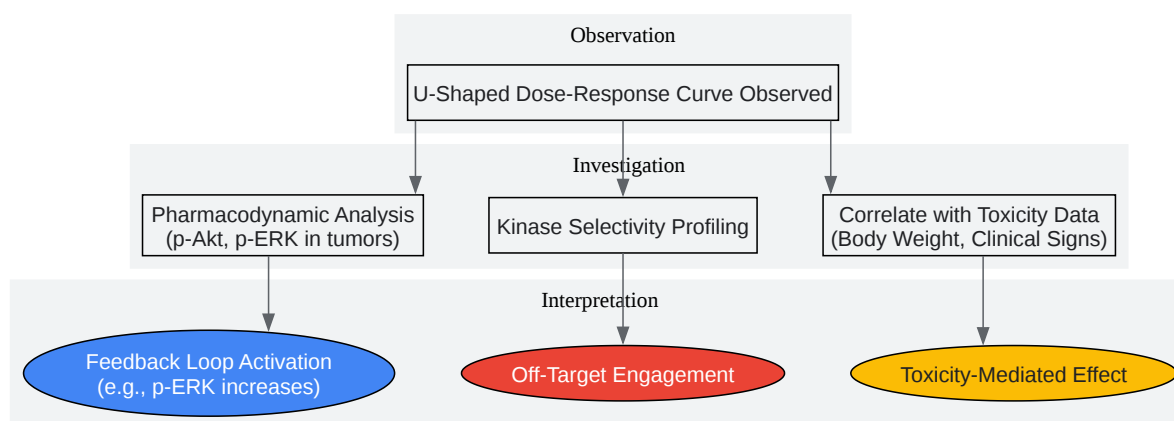 Observation
U-Shaped Dose-Response Curve Observed
Investigation
Pharmacodynamic Analysis
(p-Akt, p-ERK in tumors)
Kinase Selectivity Profiling
Correlate with Toxicity Data
(Body Weight, Clinical Signs)
Interpretation
Feedback Loop Activation
(e.g., p-ERK increases)
Off-Target Engagement
Toxicity-Mediated Effect